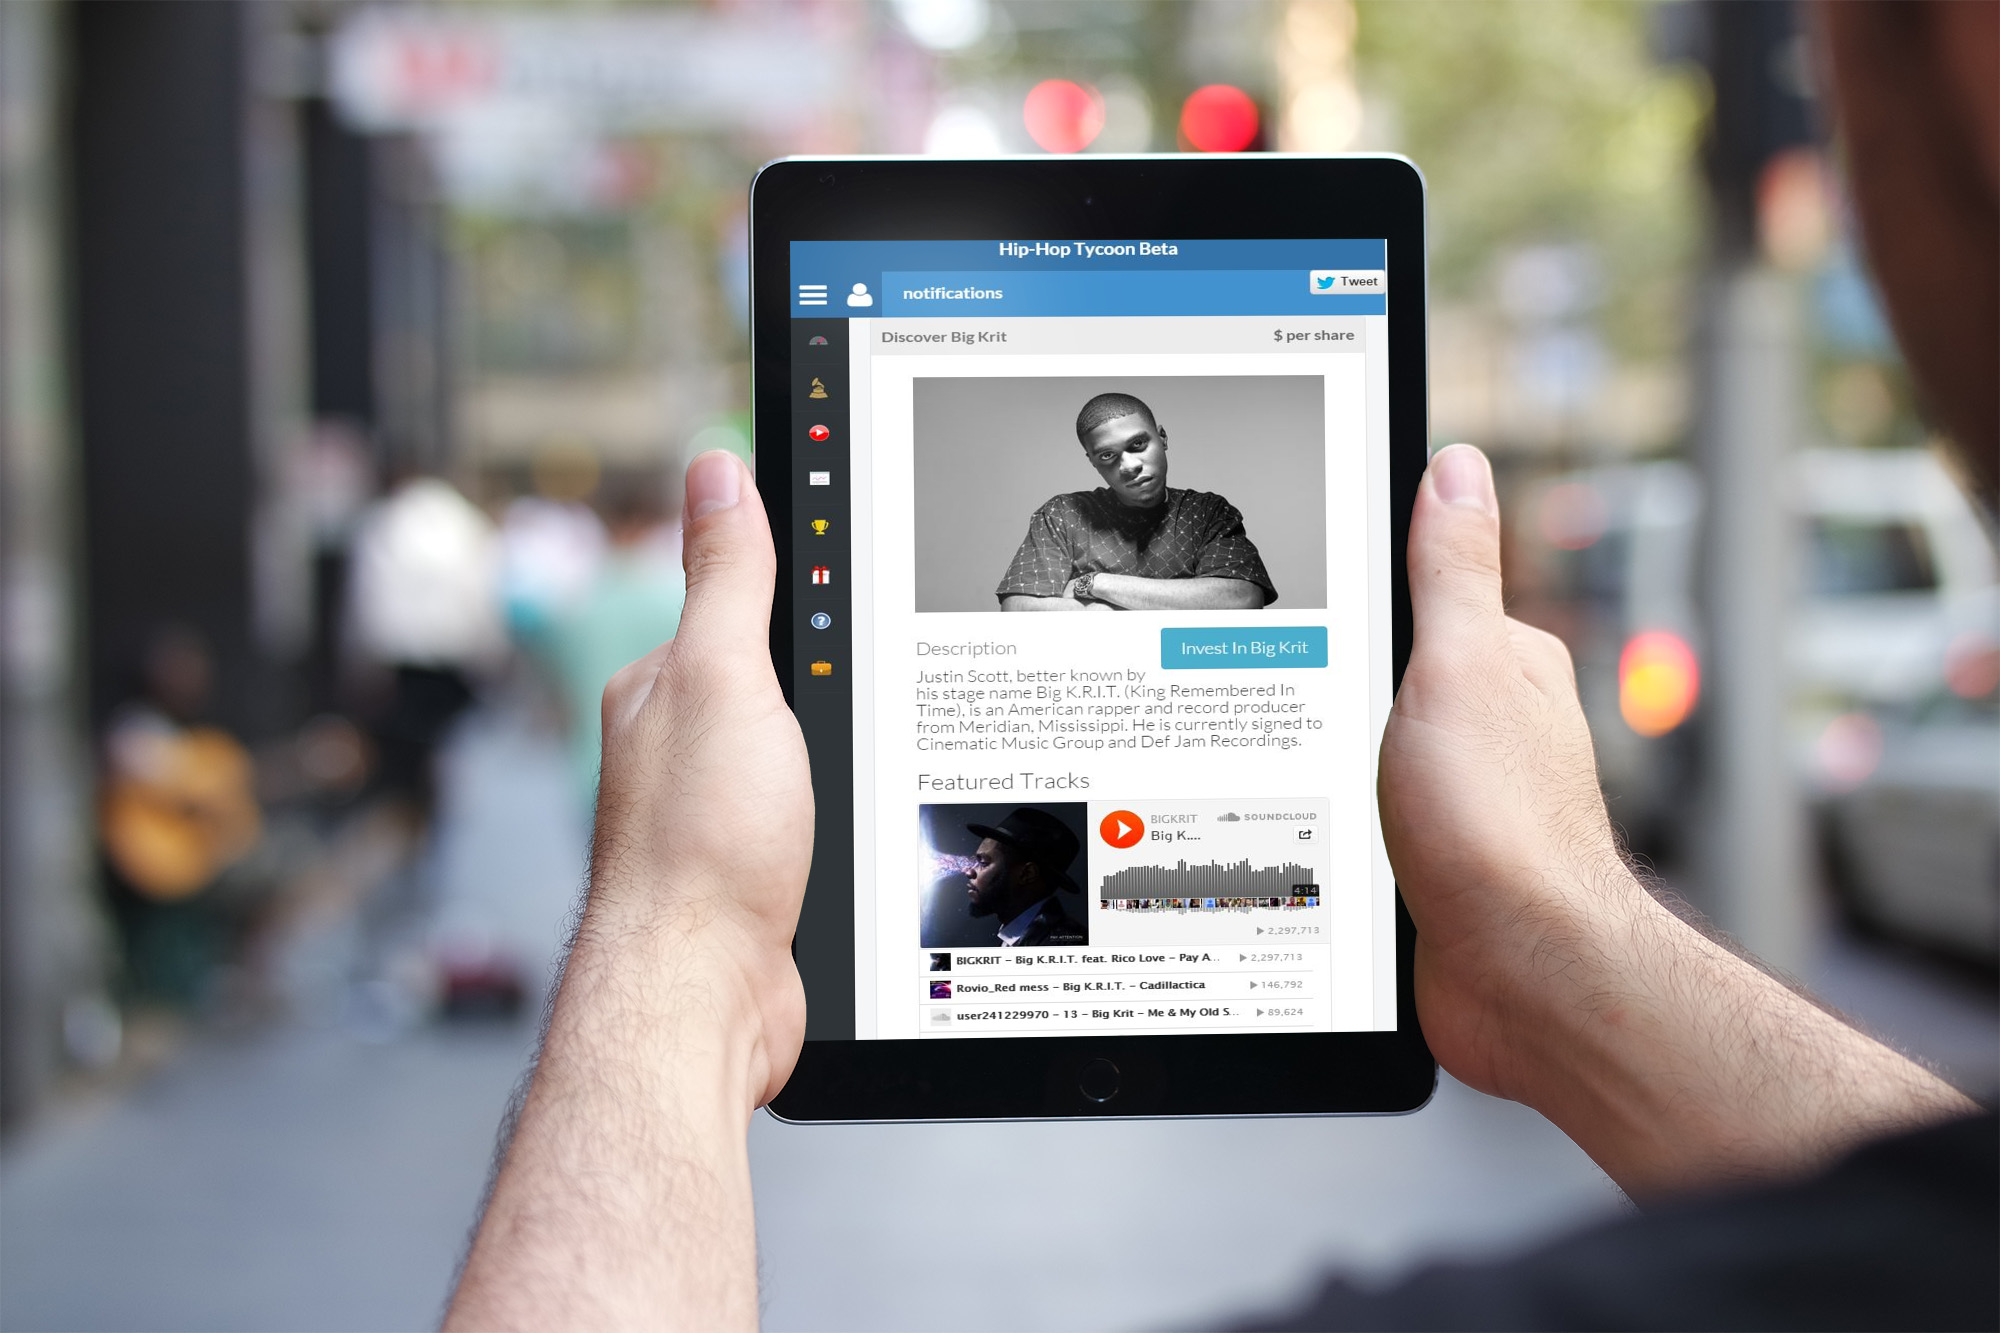 Hip-Hop Tycoon Beta
notifications
Tweet
Discover Big Krit
$ per share
Description
Invest In Big Krit
Justin Scott, better known by
his stage name Big K.R.I.T. (King Remembered In
Time), is an American rapper and record producer
from Meridian, Mississippi. He is currently signed to
Cinematic Music Group and Def Jam Recordings.
Featured Tracks
BIGKRIT
SOUNDCLOUD
Big K....
4:14
PAY ATTENTION
2,297,713
BIGKRIT - Big K.R.I.T. feat. Rico Love - Pay A... 2,297,713
Rovio_Red mess - Big K.R.I.T. - Cadillactica 146,792
user241229970 - 13 - Big Krit - Me & My Old S... 89,624